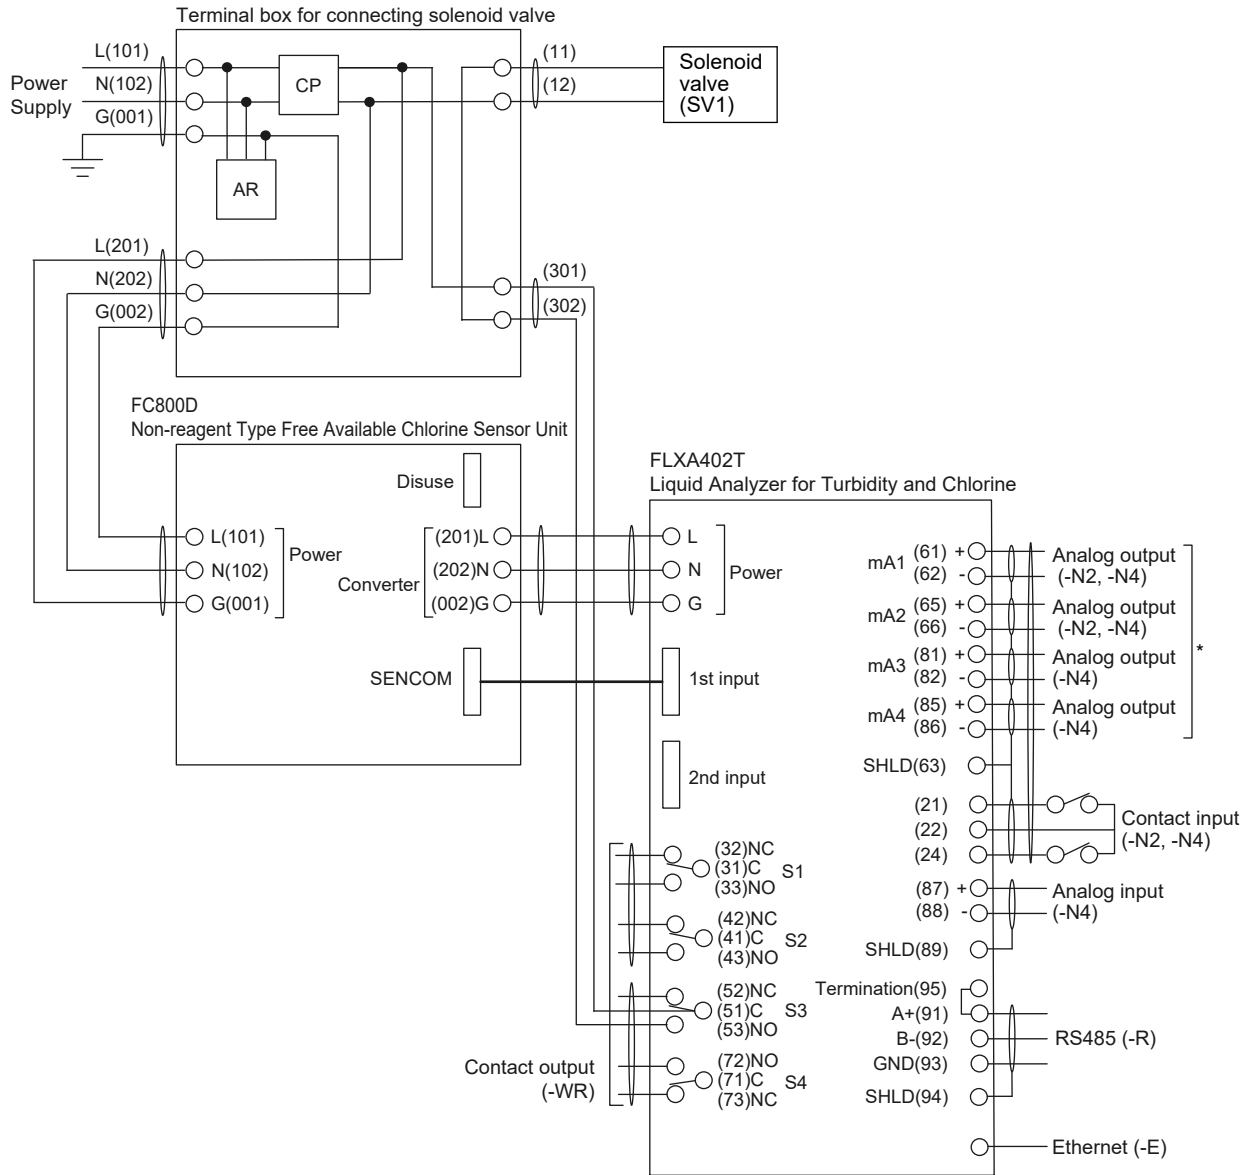 Terminal box for connecting solenoid valve
L(101)
N(102)
G(001)
Power
Supply
CP
AR
(11)
(12)
Solenoid
valve
(SV1)
L(201)
N(202)
G(002)
(301)
(302)
FC800D
Non-reagent Type Free Available Chlorine Sensor Unit
Disuse
L(101)
N(102)
G(001)
Power
Converter
(201)L
(202)N
(002)G
SENCOM
FLXA402T
Liquid Analyzer for Turbidity and Chlorine
L
N
G
Power
1st input
2nd input
(32)NC
(31)C S1
(33)NO
(42)NC
(41)C S2
(43)NO
(52)NC
(51)C S3
(53)NO
(72)NO
(71)C S4
(73)NC
Contact output
(-WR)
mA1 (61) +
(62) -
Analog output
(-N2, -N4)
mA2 (65) +
(66) -
Analog output
(-N2, -N4)
mA3 (81) +
(82) -
Analog output
(-N4)
mA4 (85) +
(86) -
Analog output
(-N4)
*
SHLD(63)
(21)
(22)
(24)
Contact input
(-N2, -N4)
(87) +
(88) -
Analog input
(-N4)
SHLD(89)
Termination(95)
A+(91)
B-(92)
GND(93)
SHLD(94)
RS485 (-R)
Ethernet (-E)